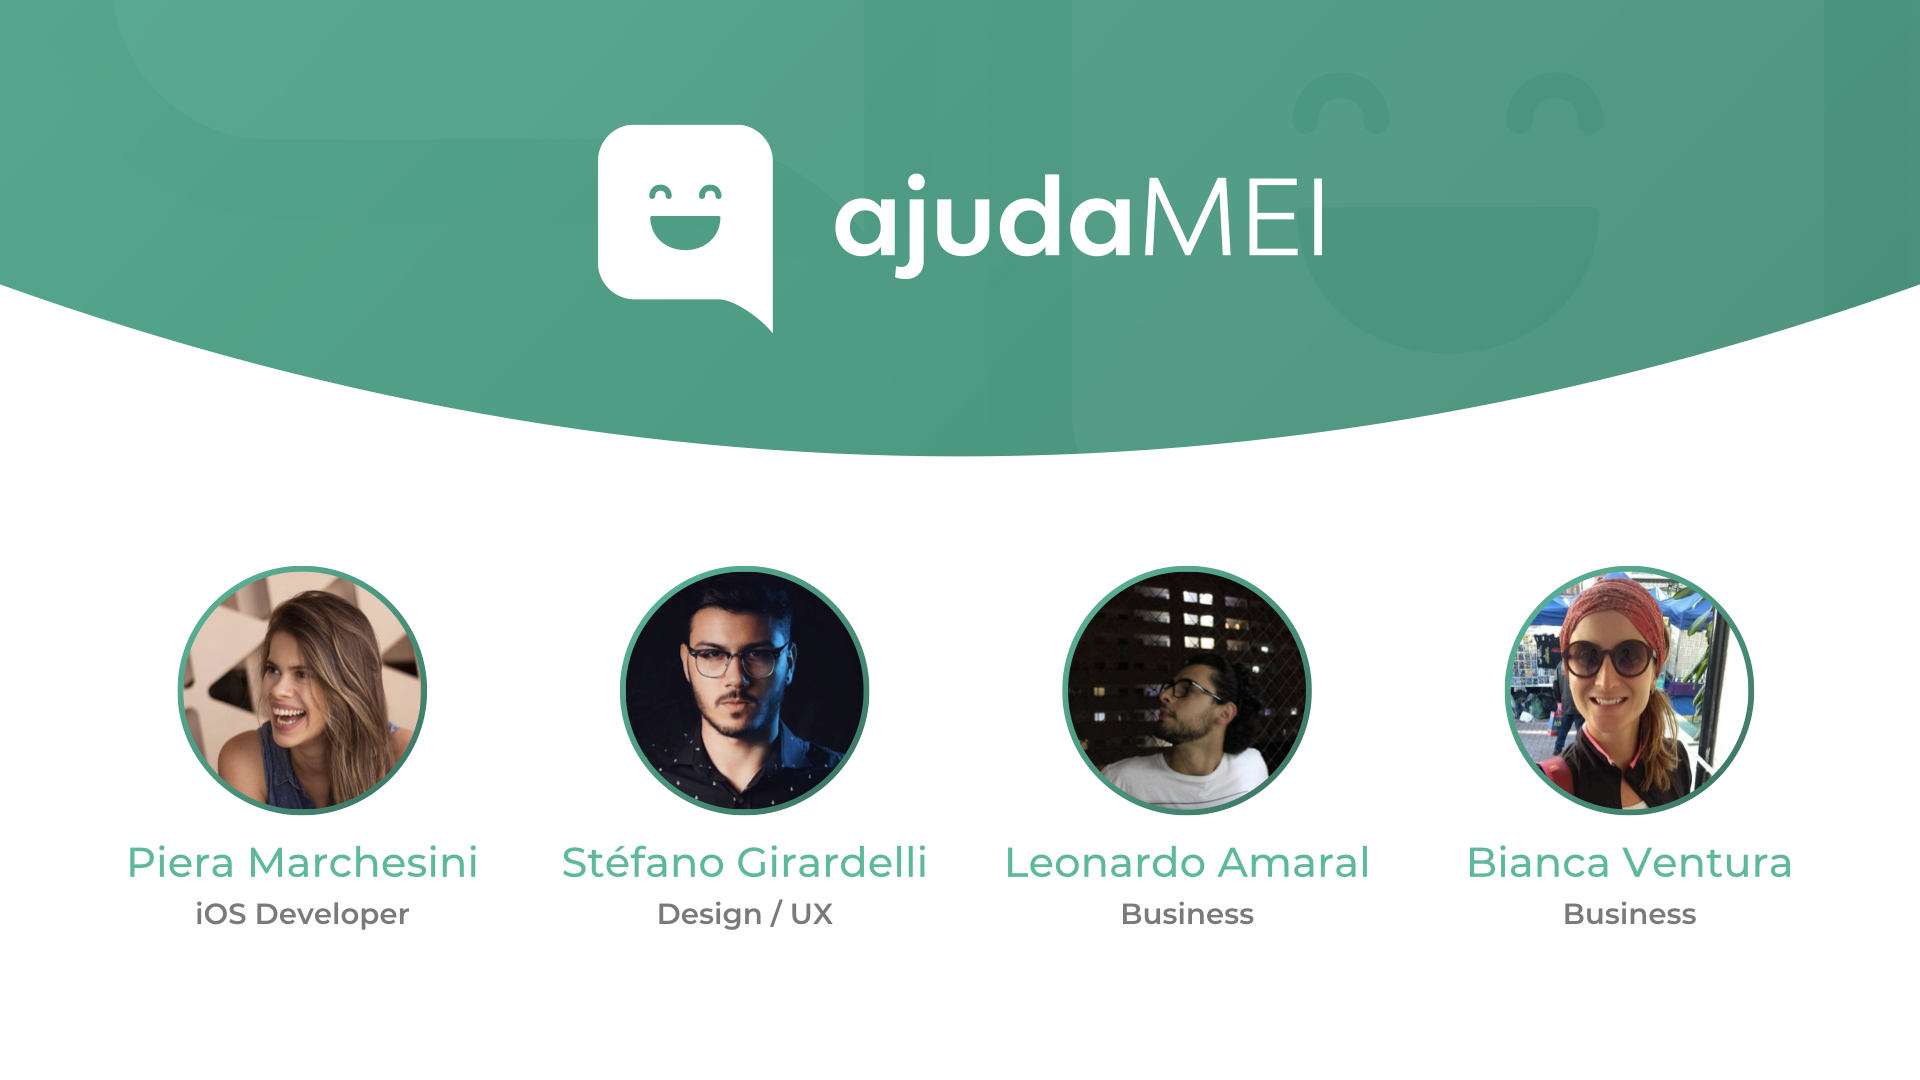 ajudaMEI
Piera Marchesini
iOS Developer
Stéfano Girardelli
Design / UX
Leonardo Amaral
Business
Bianca Ventura
Business